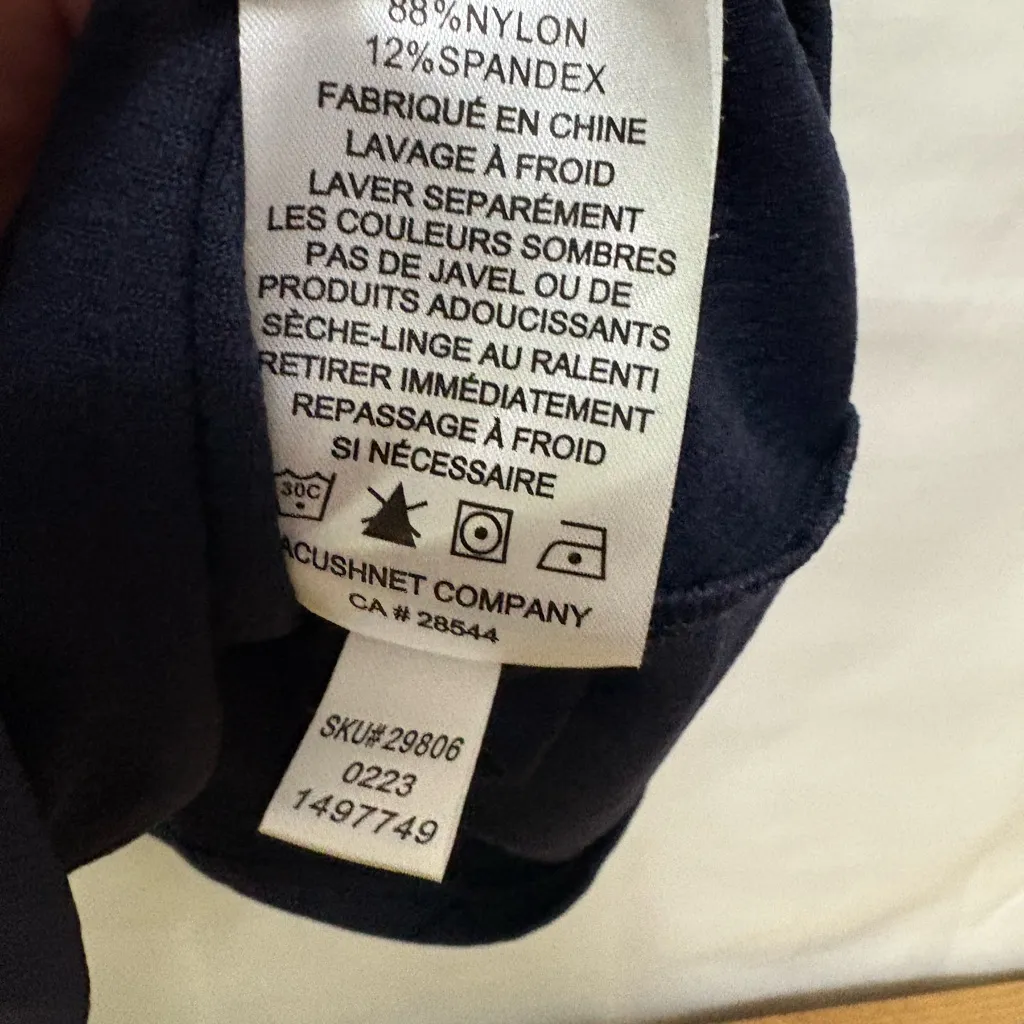 88%NYLON
12%SPANDEX
FABRIQUÉ EN CHINE
LAVAGE À FROID
LAVER SEPARÉMENT
LES COULEURS SOMBRES
PAS DE JAVEL OU DE
PRODUITS ADOUCISSANTS
SÈCHE-LINGE AU RALENTI
RETIRER IMMÉDIATEMENT
REPASSAGE À FROID
SI NÉCESSAIRE
30C
ACUSHNET COMPANY
CA # 28544
SKU#29806
0223
1497749